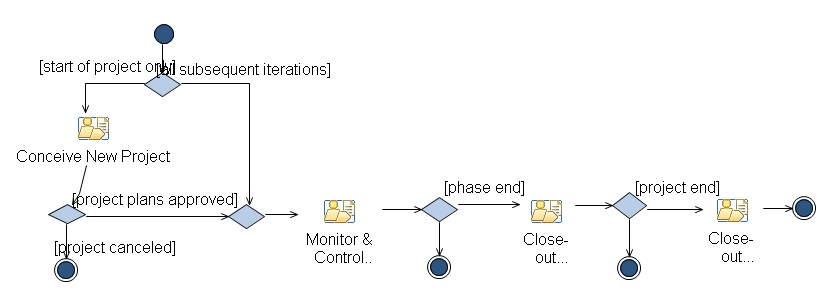 [start of project only]
[all subsequent iterations]
Conceive New Project
[project plans approved]
[phase end]
[project end]
[project canceled]
Monitor &
Control..
Close-
out...
Close-
out...